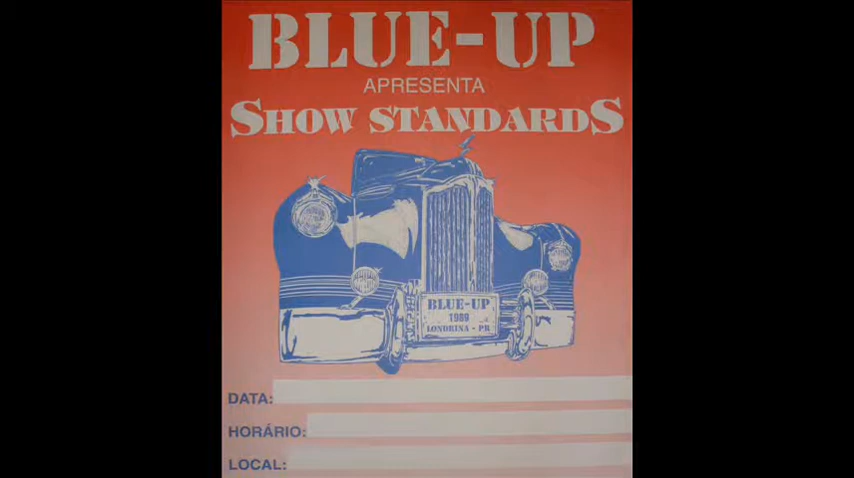 BLUE-UP
APRESENTA
SHOW STANDARDS
BLUE-UP
1989
LONDRINA - PR
DATA:
HORÁRIO:
LOCAL: